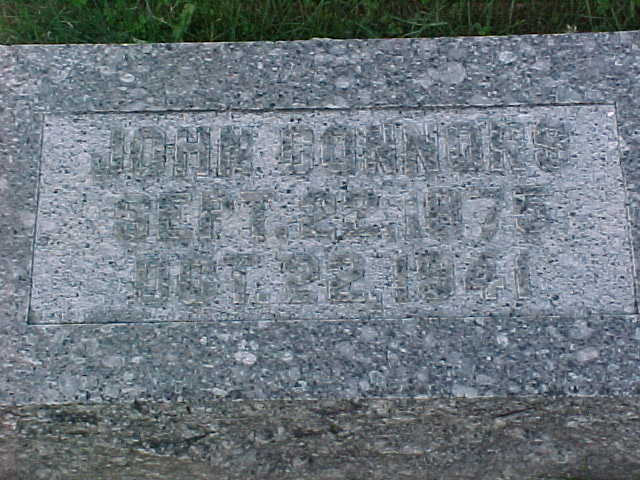 JOHN CONNORS
SEPT. 22, 1875
OCT. 22, 1941